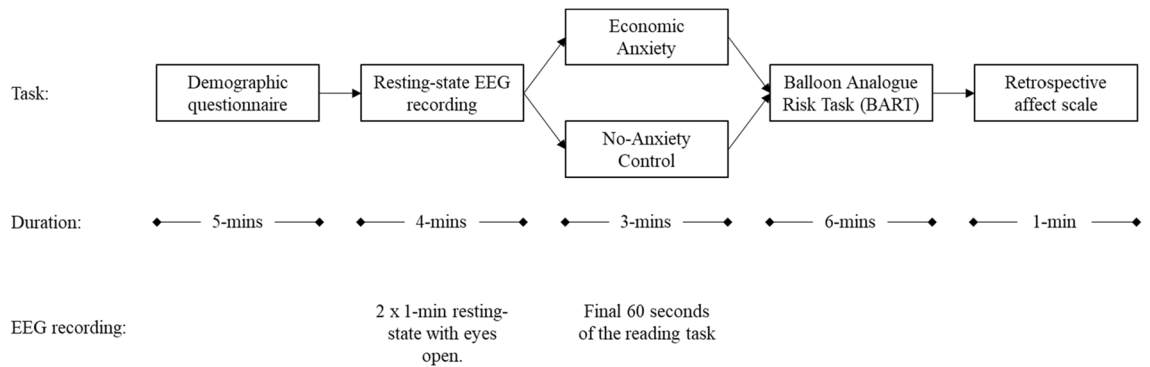 Economic
Anxiety
Task:
Demographic
questionnaire
Resting-state EEG
recording
No-Anxiety
Control
Balloon Analogue
Risk Task (BART)
Retrospective
affect scale
Duration:
5-mins
4-mins
3-mins
6-mins
1-min
EEG recording:
2 x 1-min resting-
state with eyes
open.
Final 60 seconds
of the reading task